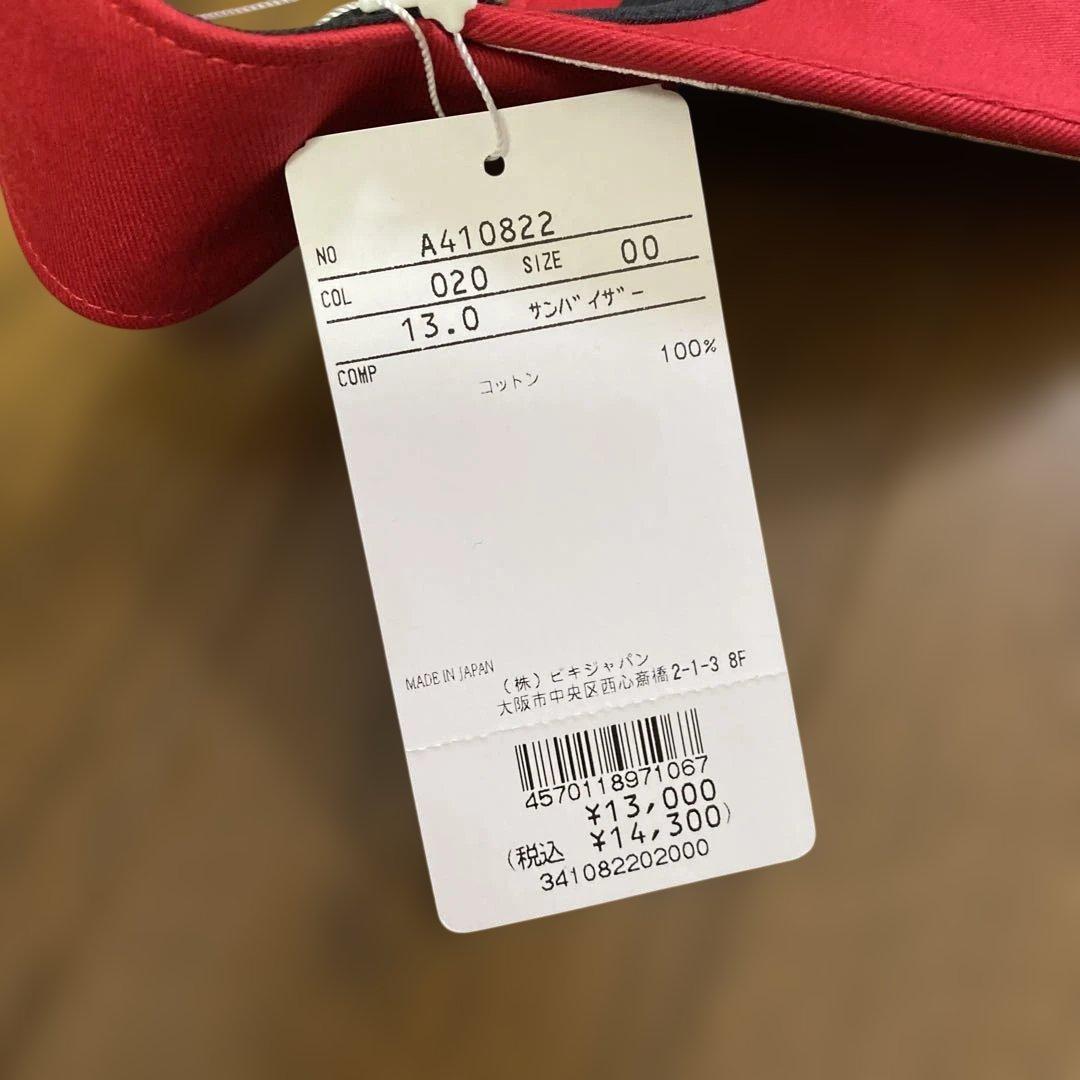 NO A410822
COL 020 SIZE 00
13.0 サンバイザー
COMP 100%
コットン
MADE IN JAPAN (株)ビキジャパン
大阪市中央区西心斎橋2-1-3 8F
4570118971067
¥13,000
(税込 ¥14,300)
341082202000